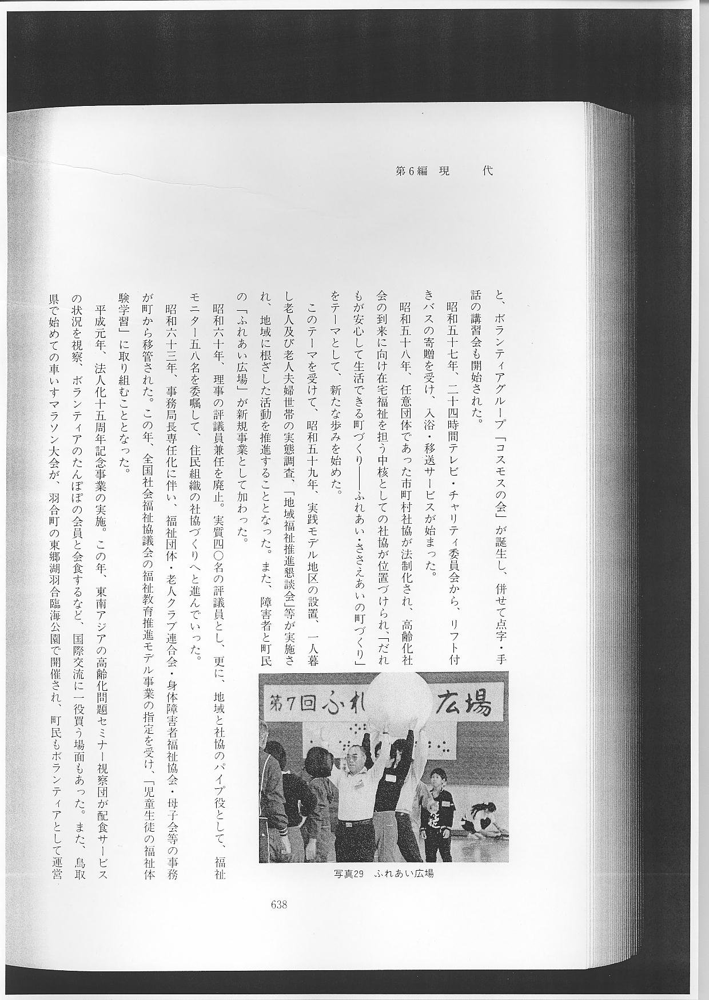 第6編　現　　代
と、ボランティアグループ「コスモスの会」が誕生し、併せて点字・手
話の講習会も開始された。
　昭和五十七年、二十四時間テレビ・チャリティ委員会から、リフト付
きバスの寄贈を受け、入浴・移送サービスが始まった。
　昭和五十八年、任意団体であった市町村社協が法制化され、高齢化社
会の到来に向け在宅福祉を担う中核としての社協が位置づけられ、「だれ
もが安心して生活できる町づくり――ふれあい・ささえあいの町づくり」
をテーマとして、新たな歩みを始めた。
　このテーマを受けて、昭和五十九年、実践モデル地区の設置、一人暮
し老人及び老人夫婦世帯の実態調査、「地域福祉推進懇談会」等が実施さ
れ、地域に根ざした活動を推進することとなった。また、障害者と町民
の「ふれあい広場」が新規事業として加わった。
　昭和六十年、理事の評議員兼任を廃止。実質四〇名の評議員とし、更に、地域と社協のパイプ役として、福祉
モニター五八名を委嘱して、住民組織の社協づくりへと進んでいった。
　昭和六十三年、事務局長専任化に伴い、福祉団体・老人クラブ連合会・身体障害者福祉協会・母子会等の事務
が町から移管された。この年、全国社会福祉協議会の福祉教育推進モデル事業の指定を受け、「児童生徒の福祉体
験学習」に取り組むこととなった。
　平成元年、法人化十五周年記念事業の実施。この年、東南アジアの高齢化問題セミナー視察団が配食サービス
の状況を視察、ボランティアのたんぽぽの会員と会食するなど、国際交流に一役買う場面もあった。また、鳥取
県で始めての車いすマラソン大会が、羽合町の東郷湖羽合臨海公園で開催され、町民もボランティアとして運営
第7回ふれ 広場
写真29　ふれあい広場
638